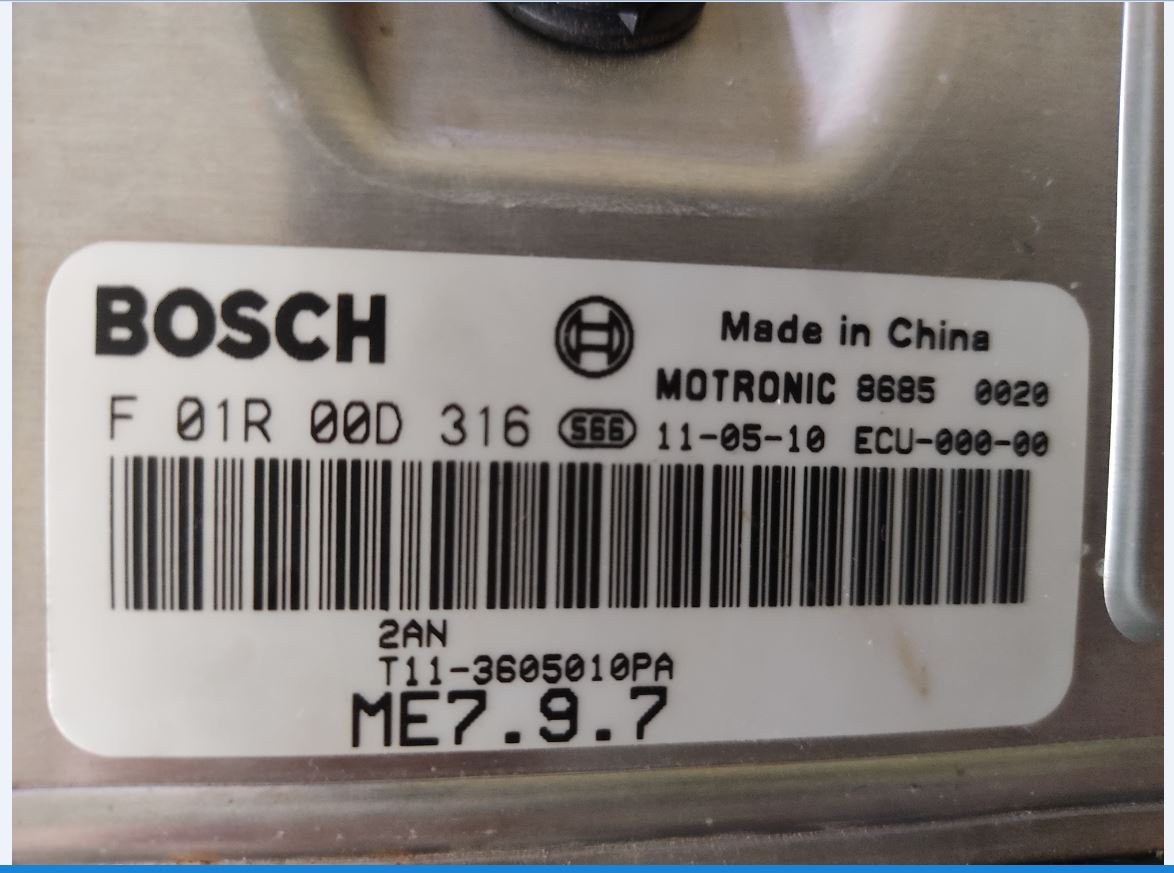 BOSCH
Made in China
MOTRONIC 8685 0020
F 01R 00D 316 S66 11-05-10 ECU-000-00
2AN
T11-3605010PA
ME7.9.7